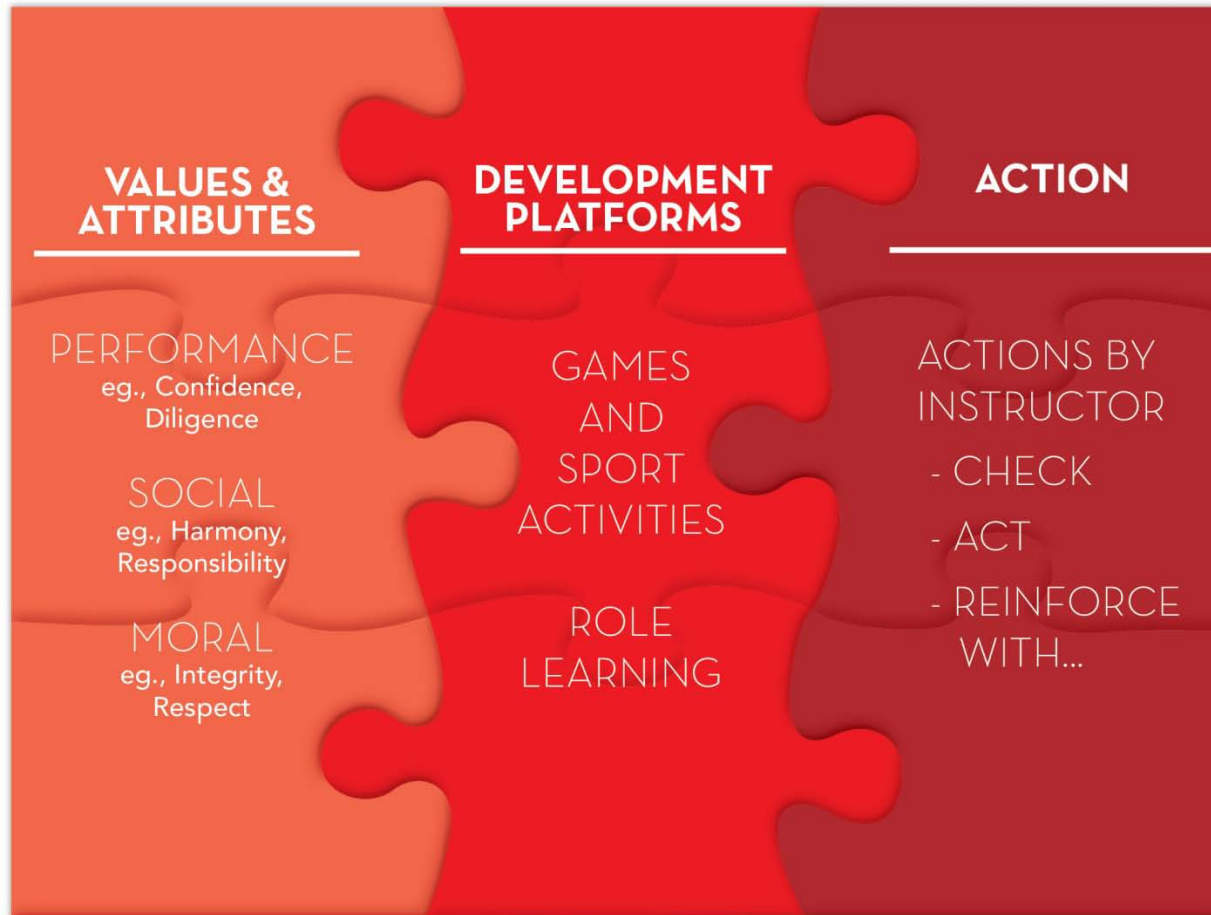 VALUES &
ATTRIBUTES
PERFORMANCE
eg., Confidence,
Diligence
SOCIAL
eg., Harmony,
Responsibility
MORAL
eg., Integrity,
Respect
DEVELOPMENT
PLATFORMS
GAMES
AND
SPORT
ACTIVITIES
ROLE
LEARNING
ACTION
ACTIONS BY
INSTRUCTOR
- CHECK
- ACT
- REINFORCE
WITH...